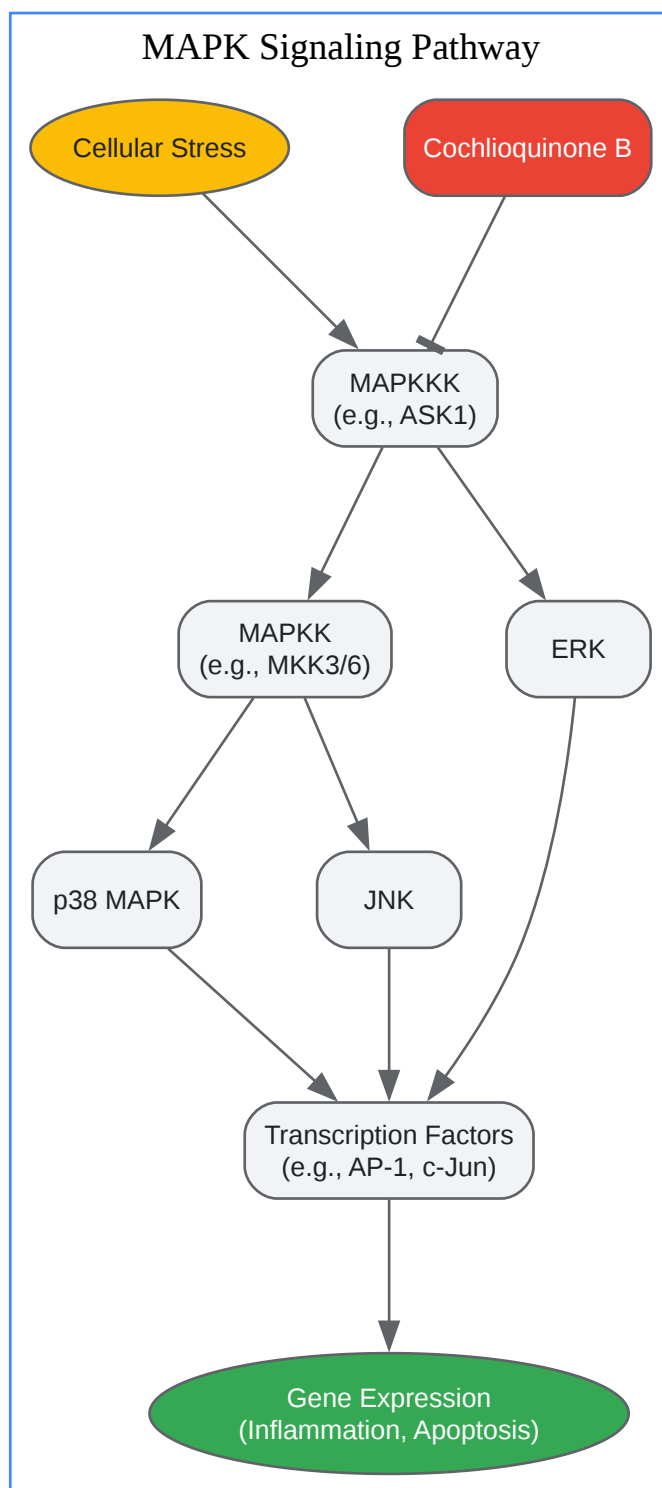 MAPK Signaling Pathway
Cellular Stress
Cochlioquinone B
MAPKKK
(e.g., ASK1)
MAPKK
(e.g., MKK3/6)
ERK
p38 MAPK
JNK
Transcription Factors
(e.g., AP-1, c-Jun)
Gene Expression
(Inflammation, Apoptosis)